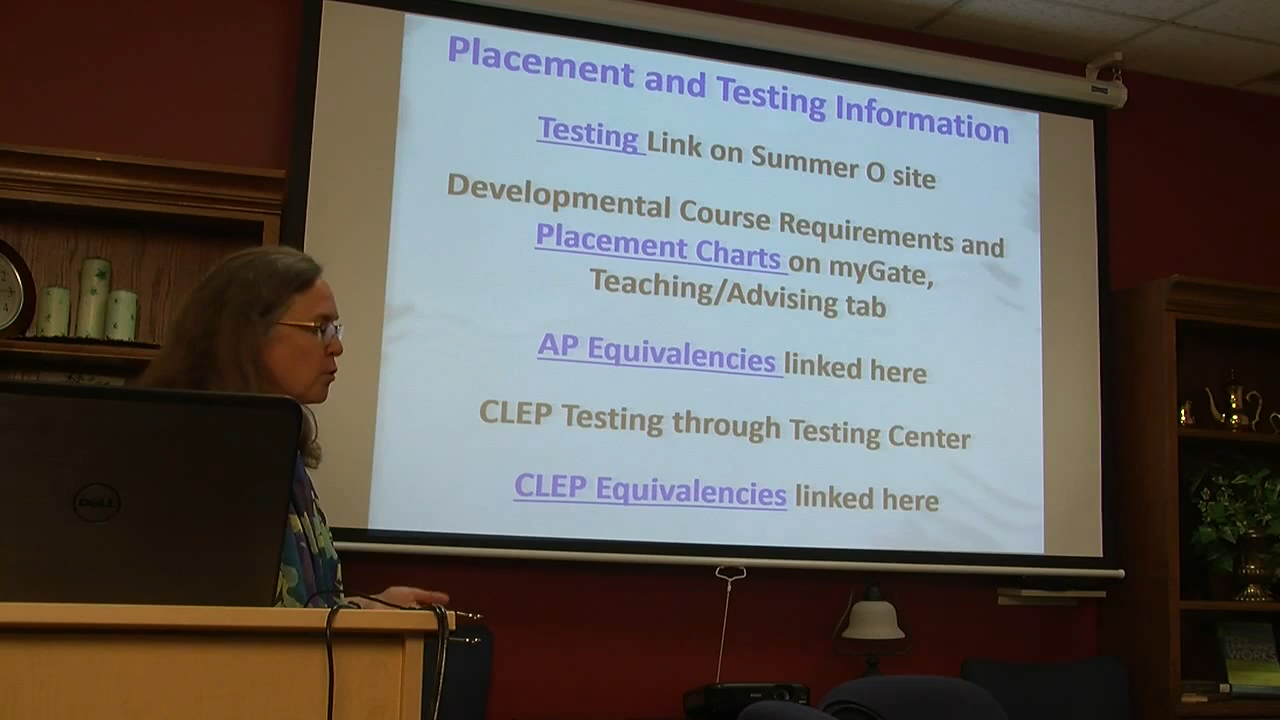 Placement and Testing Information
Testing Link on Summer O site
Developmental Course Requirements and
Placement Charts on myGate,
Teaching/Advising tab
AP Equivalencies linked here
CLEP Testing through Testing Center
CLEP Equivalencies linked here
DELL